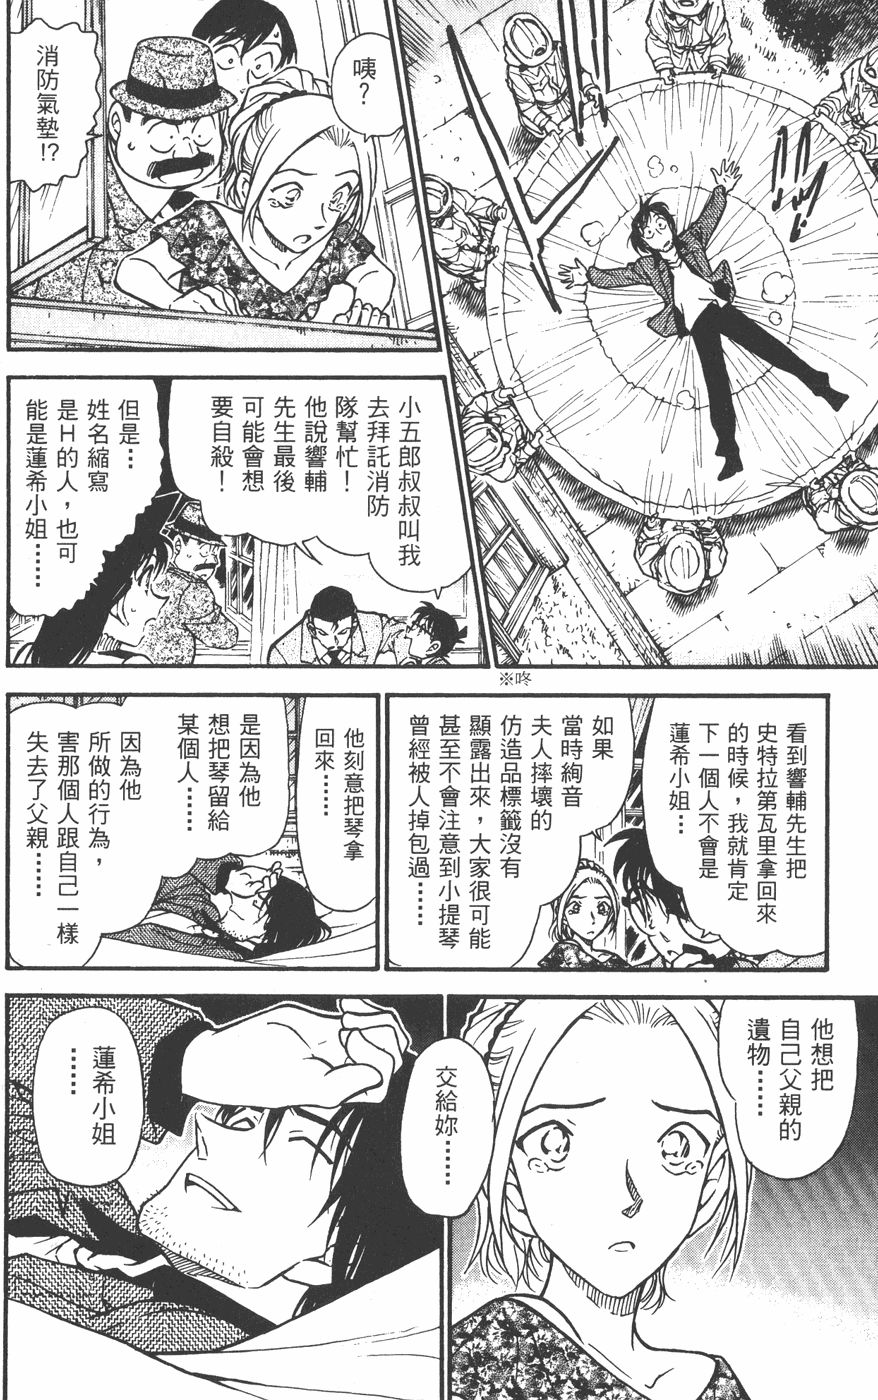 咦?
消防氣墊!?
※咚
小五郎叔叔叫我
去拜託消防
隊幫忙!
他說響輔
先生最後
可能會想
要自殺!
但是…
姓名縮寫
是H的人,也可
能是蓮希小姐……
看到響輔先生把
史特拉第瓦里拿回來
的時候,我就肯定
下一個人不會是
蓮希小姐…
如果
當時絢音
夫人摔壞的
仿造品標籤沒有
顯露出來,大家很可能
甚至不會注意到小提琴
曾經被人掉包過……
他刻意把琴拿
回來……
是因為他
想把琴留給
某個人……
因為他
所做的行為,
害那個人跟自己一樣
失去了父親……
他想把
自己父親的
遺物……
交給妳……
蓮希小姐
……